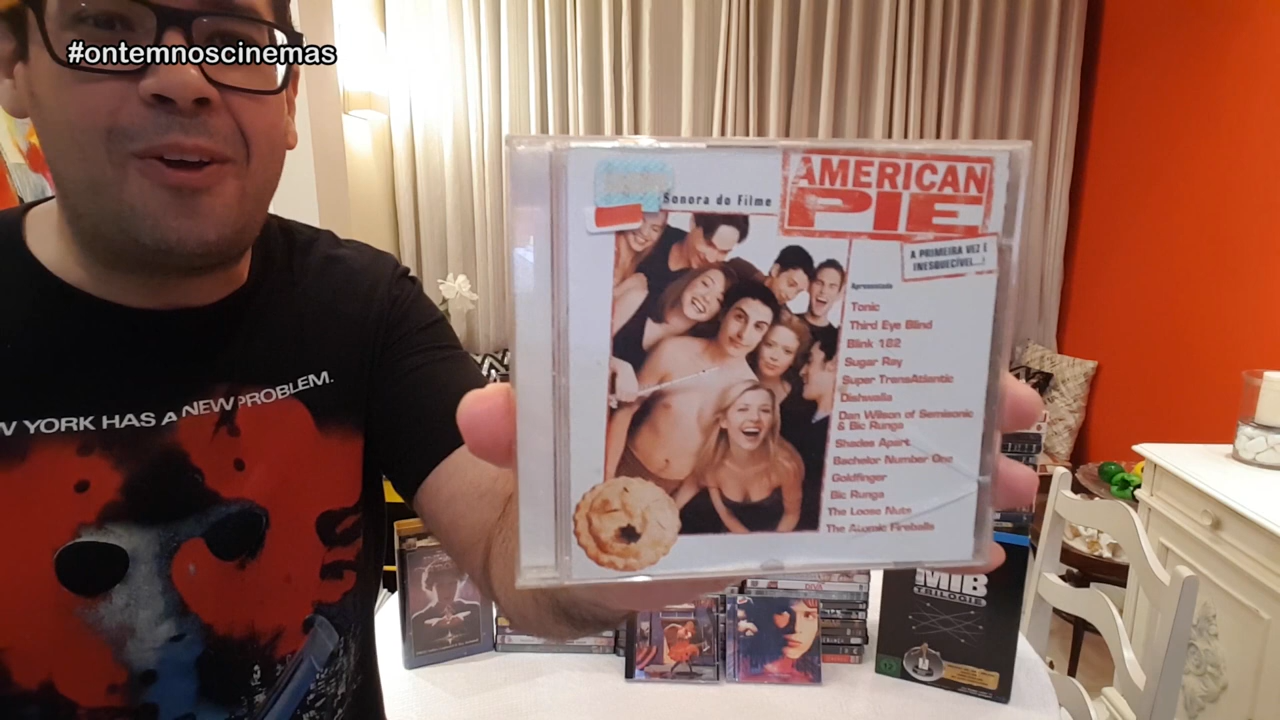 #ontemnoscinemas
Sonora do Filme
AMERICAN
PIE
A PRIMEIRA VEZ É
INESQUECÍVEL...!
Apresentando
Tonic
Third Eye Blind
Blink 182
Sugar Ray
Super TransAtlantic
Dishwalla
Dan Wilson of Semisonic
& Bic Runga
Shades Apart
Bachelor Number One
Goldfinger
Bic Runga
The Loose Nuts
The Atomic Fireballs
W YORK HAS A NEW PROBLEM.
MIB
TRILOGIE